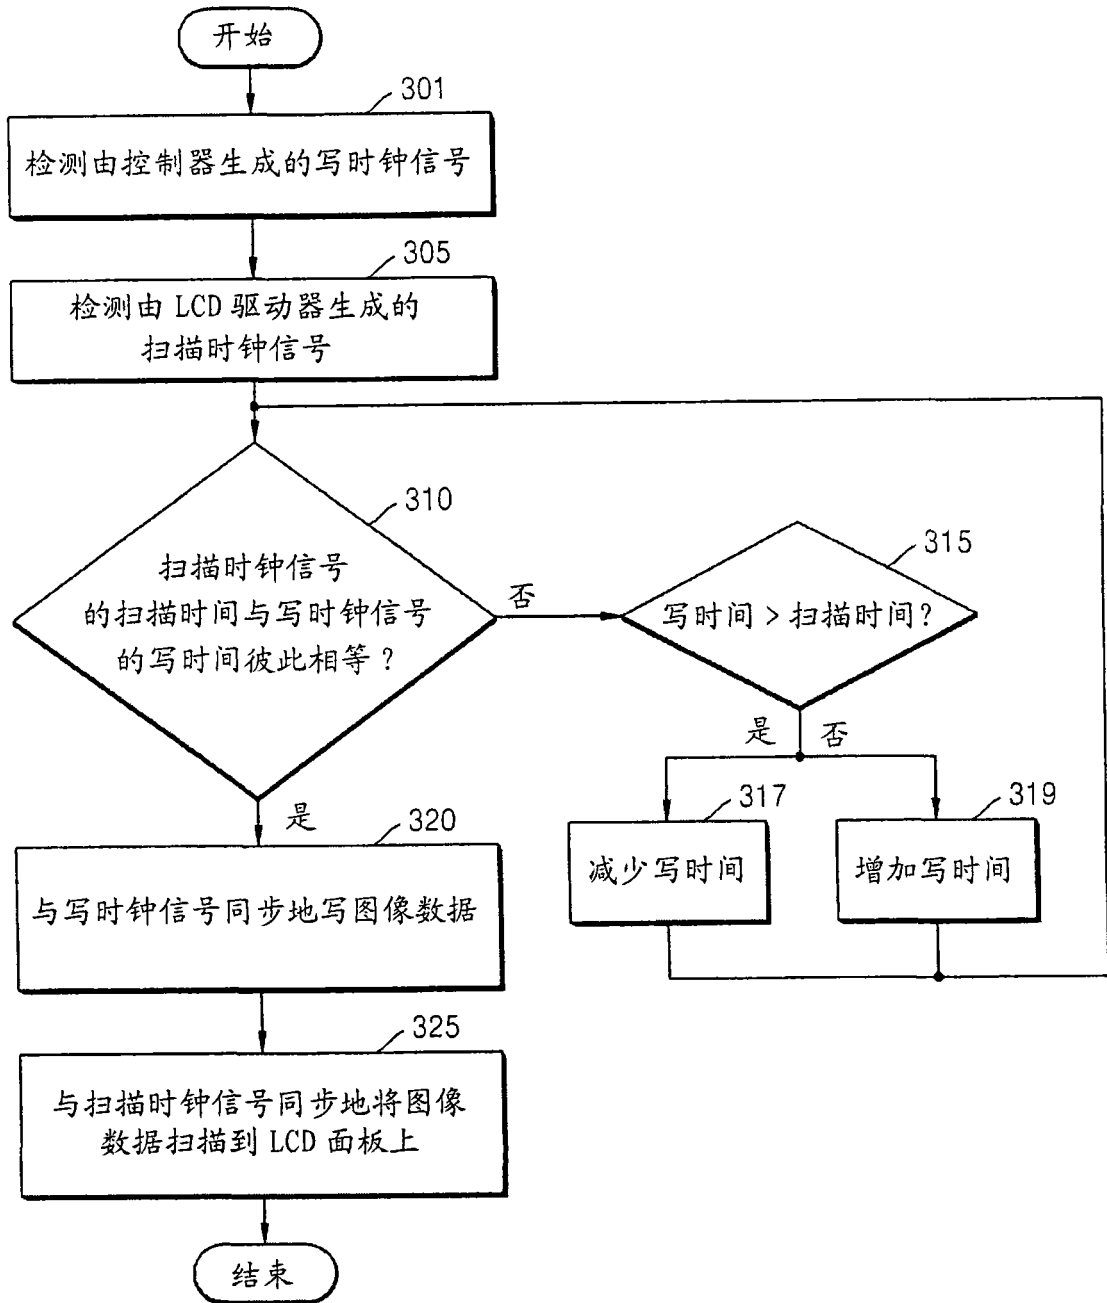 开始
301
检测由控制器生成的写时钟信号
305
检测由 LCD 驱动器生成的
扫描时钟信号
310
扫描时钟信号
的扫描时间与写时钟信号
的写时间彼此相等？
否
315
写时间 > 扫描时间？
是
否
317
减少写时间
319
增加写时间
是
320
与写时钟信号同步地写图像数据
325
与扫描时钟信号同步地将图像
数据扫描到 LCD 面板上
结束